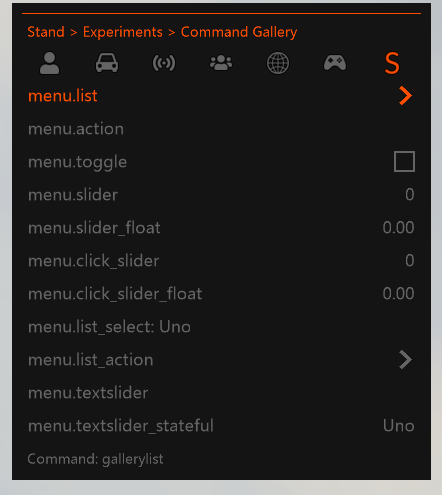 Stand > Experiments > Command Gallery
S
menu.list
menu.action
menu.toggle
menu.slider 0
menu.slider_float 0.00
menu.click_slider 0
menu.click_slider_float 0.00
menu.list_select: Uno
menu.list_action
menu.textslider
menu.textslider_stateful Uno
Command: gallerylist